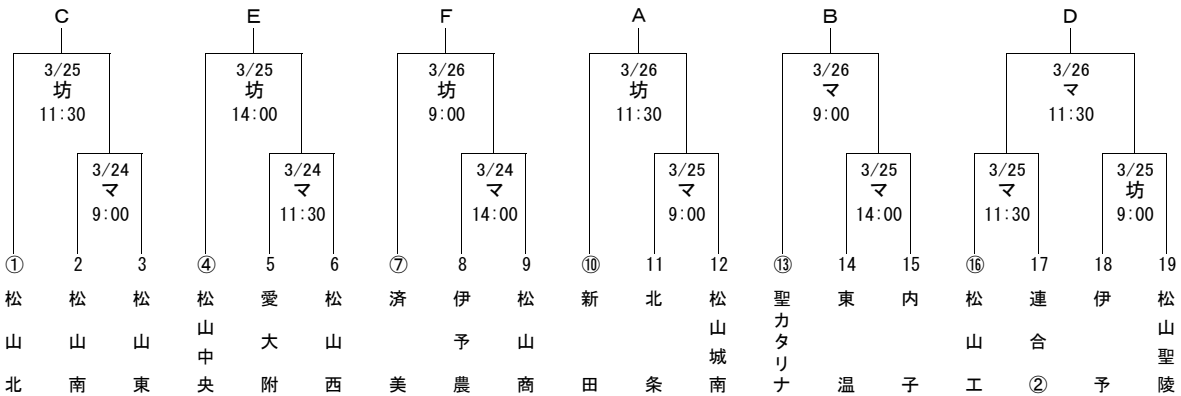 C E F A B D
3/25 3/25 3/26 3/26 3/26 3/26
坊 坊 坊 坊 マ マ
11:30 14:00 9:00 11:30 9:00 11:30
3/24 3/24 3/24 3/25 3/25 3/25 3/25
マ マ マ マ マ マ 坊
9:00 11:30 14:00 9:00 14:00 11:30 9:00
① 2 3 ④ 5 6 ⑦ 8 9 ⑩ 11 12 ⑬ 14 15 ⑯ 17 18 19
松山北
松山南
松山東
松山中央
愛大附
松山西
済美
伊予農
松山商
新田
北条
松山城南
聖カタリナ
東温
内子
松山工
連合②
伊予
松山聖陵